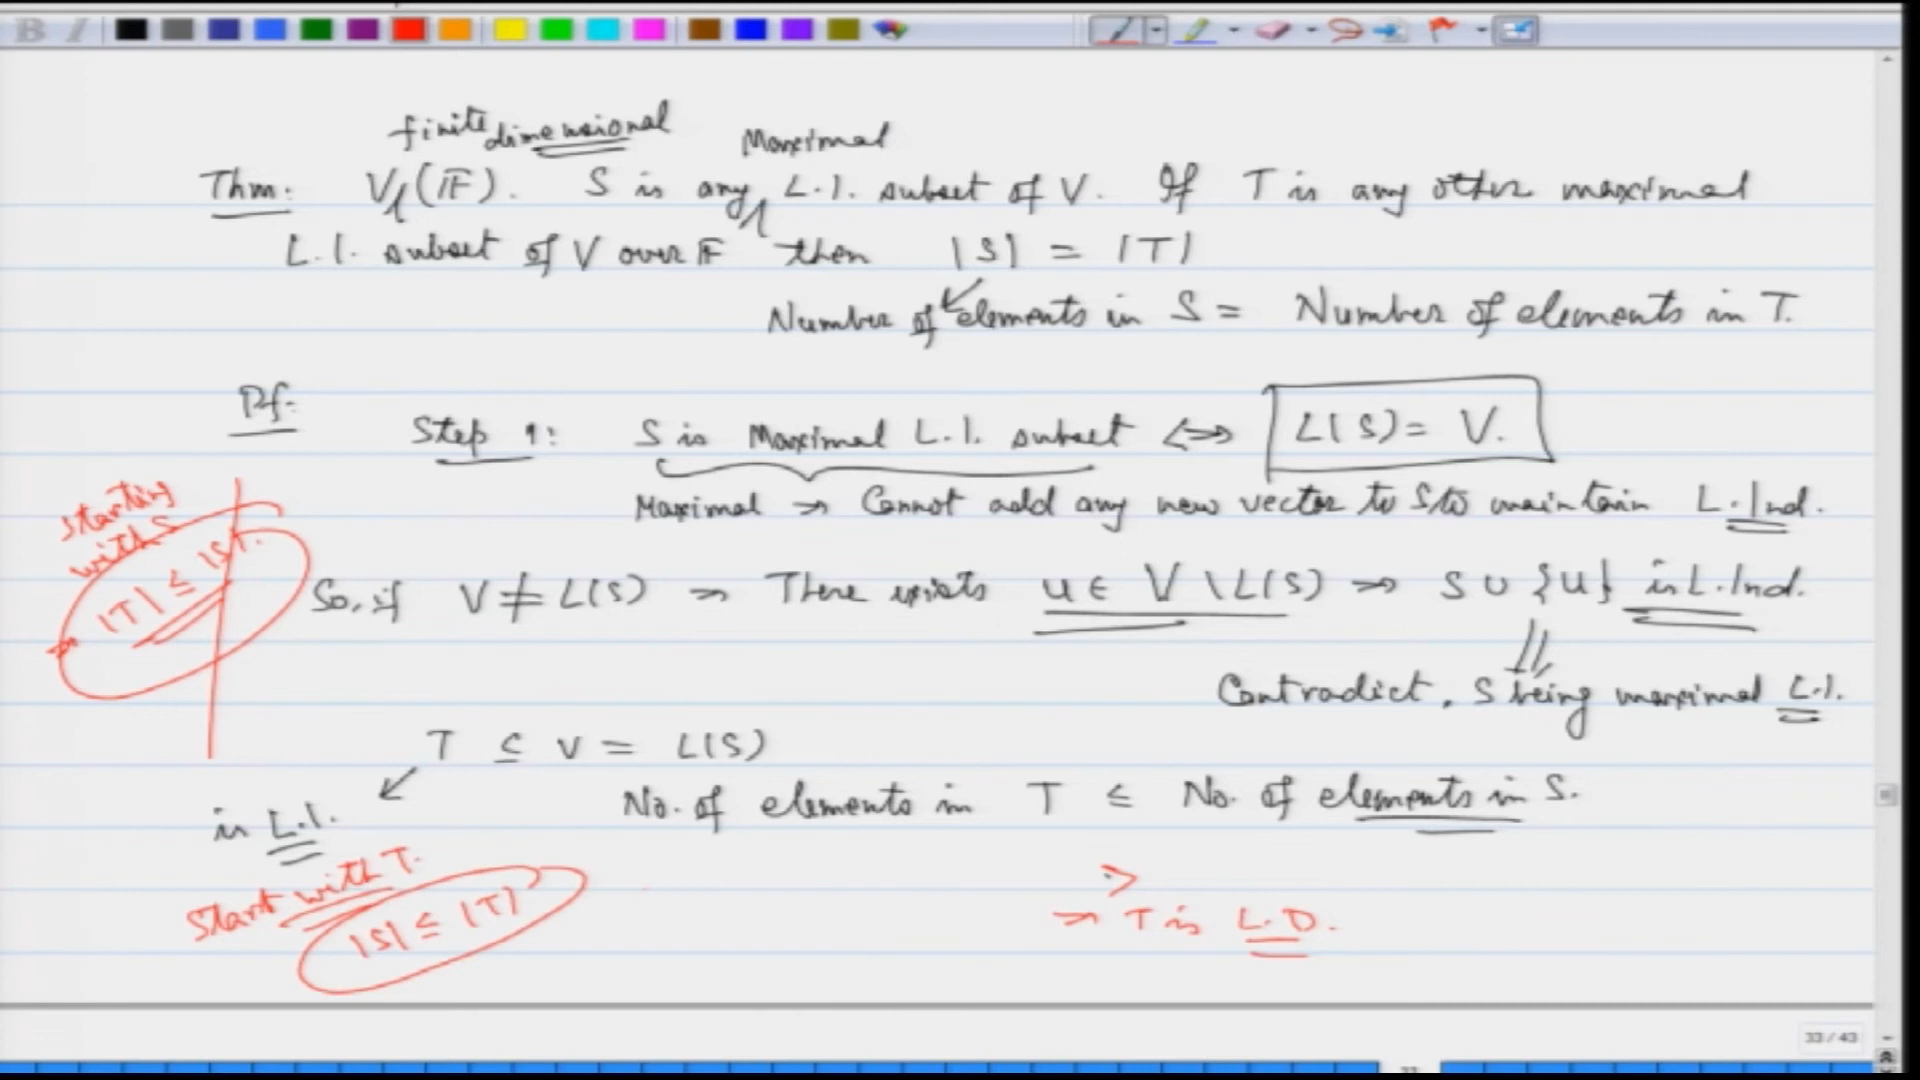 finite dimensional Maximal
Thm: V(𝔽). S is any L.I. subset of V. If T is any other maximal
L.I. subset of V over 𝔽 then |S| = |T|
Number of elements in S = Number of elements in T.
Pf:
Step 1: S is Maximal L.I. subset ⟺ L(S) = V.
Maximal ⇒ Cannot add any new vector to S to maintain L.Ind.
starting with S
|T| ≤ |S|.
So, if V ≠ L(S) ⇒ There exists u ∈ V \ L(S) ⇒ S ∪ {u} is L.Ind.
Contradict, S being maximal L.I.
T ⊆ V = L(S)
is L.I.
No. of elements in T ≤ No. of elements in S.
Start with T.
|S| ≤ |T|
>
⇒ T is L.D.
33 / 43